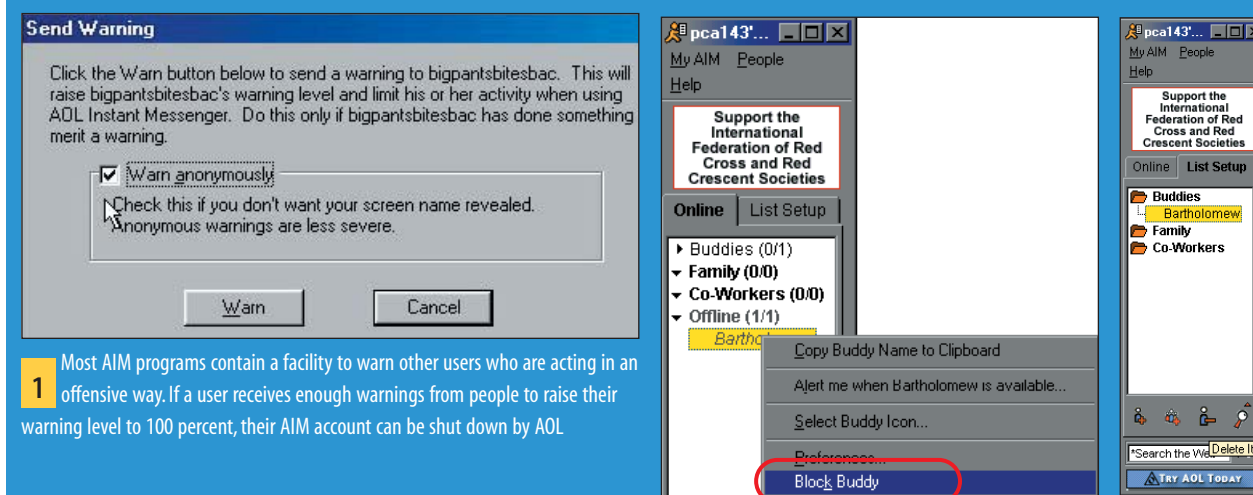 Send Warning
Click the Warn button below to send a warning to bigpantsbitesbac. This will
raise bigpantsbitesbac's warning level and limit his or her activity when using
AOL Instant Messenger. Do this only if bigpantsbitesbac has done something
merit a warning.
Warn anonymously
Check this if you don't want your screen name revealed.
Anonymous warnings are less severe.
Warn
Cancel
1
Most AIM programs contain a facility to warn other users who are acting in an
offensive way. If a user receives enough warnings from people to raise their
warning level to 100 percent, their AIM account can be shut down by AOL
pca143'...
My AIM People
Help
Support the
International
Federation of Red
Cross and Red
Crescent Societies
Online List Setup
Buddies (0/1)
Family (0/0)
Co-Workers (0/0)
Offline (1/1)
Bartho
Copy Buddy Name to Clipboard
Alert me when Bartholomew is available...
Select Buddy Icon...
Preferences...
Block Buddy
pca143'...
My AIM People
Help
Support the
International
Federation of Red
Cross and Red
Crescent Societies
Online List Setup
Buddies
Bartholomew
Family
Co-Workers
*Search the We
Delete It
TRY AOL TODAY